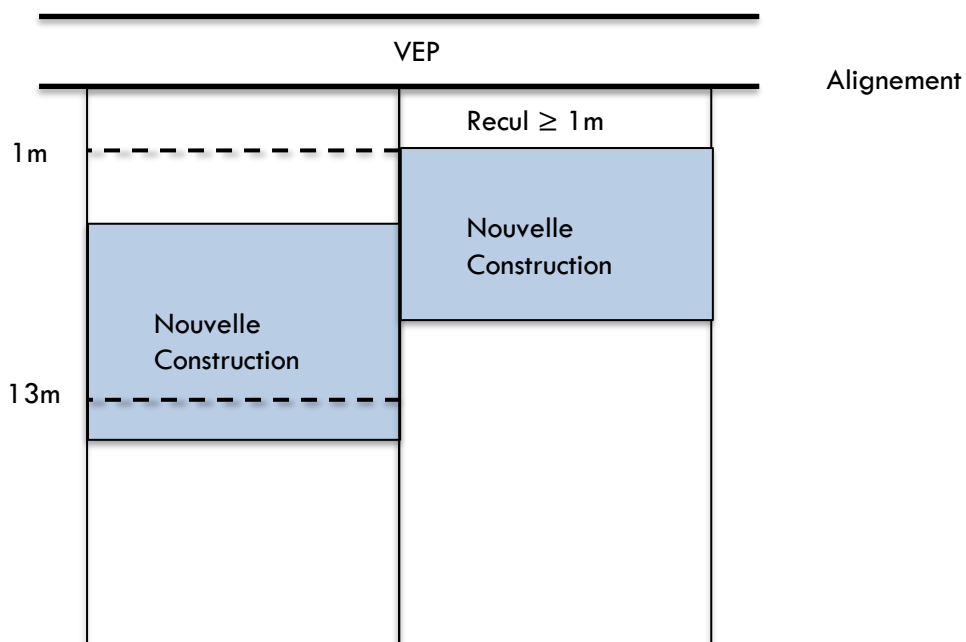 VEP
Alignement
Recul ≥ 1m
1m
Nouvelle
Construction
Nouvelle
Construction
13m